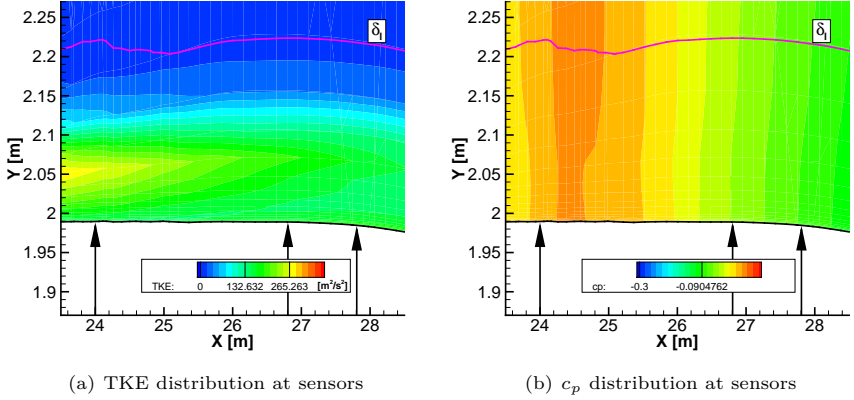 δl
2.25
2.2
2.15
2.1
2.05
2
1.95
1.9
Y [m]
TKE: 0 132.632 265.263 [m²/s²]
24 25 26 27 28
X [m]
(a) TKE distribution at sensors
δl
2.25
2.2
2.15
2.1
2.05
2
1.95
1.9
Y [m]
cp: -0.3 -0.0904762
24 25 26 27 28
X [m]
(b) cp distribution at sensors